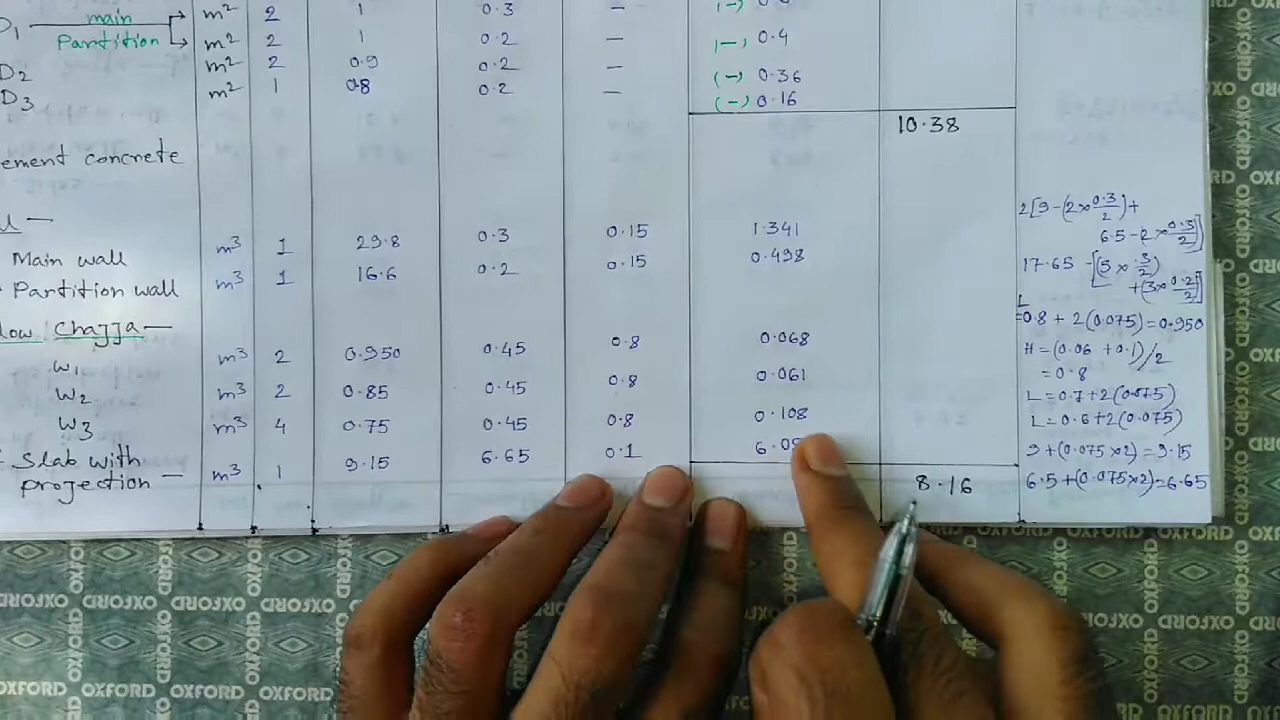 D1 main m² 2 1 0.3 —
Partition m² 2 1 0.2 — (-) 0.4
D2 m² 2 0.9 0.2 — (-) 0.36
D3 m² 1 0.8 0.2 — (-) 0.16
10.38
ement concrete
Main wall m³ 1 29.8 0.3 0.15 1.341
Partition wall m³ 1 16.6 0.2 0.15 0.498
low Chajja —
W1 m³ 2 0.950 0.45 0.8 0.068
W2 m³ 2 0.85 0.45 0.8 0.061
W3 m³ 4 0.75 0.45 0.8 0.108
Slab with
projection — m³ 1 9.15 6.65 0.1 6.0
8.16
2[9-(2×0.3/2)+
6.5-2×0.3/2)]
17.65 -[(5×.3/2)
+(3×0.2/2)]
L
=0.8 + 2(0.075)=0.950
H =(0.06 +0.1)/2
= 0.8
L=0.7+2(0.075)
L=0.6+2(0.075)
9+(0.075×2)=9.15
6.5+(0.075×2)=6.65
OXFORD OXFORD OXFORD OXFORD